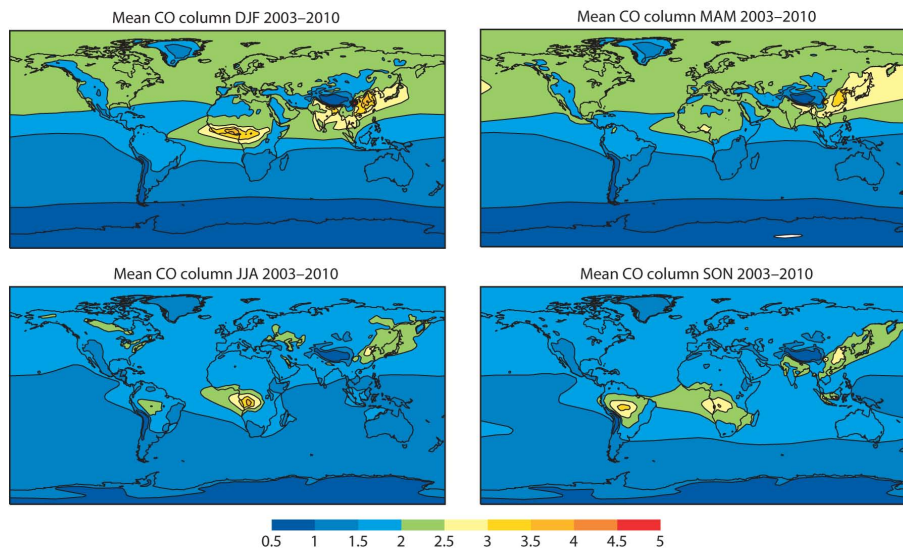 Mean CO column DJF 2003–2010
Mean CO column MAM 2003–2010
Mean CO column JJA 2003–2010
Mean CO column SON 2003–2010
0.5 1 1.5 2 2.5 3 3.5 4 4.5 5